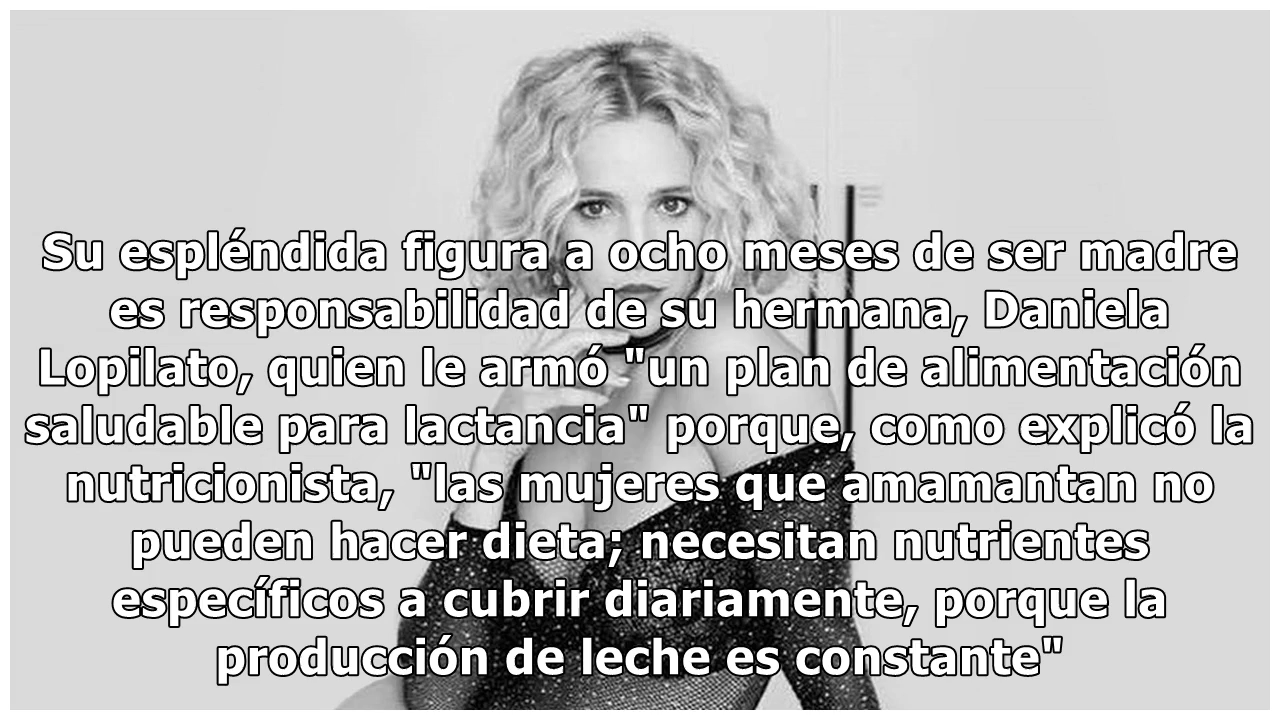 Su espléndida figura a ocho meses de ser madre
es responsabilidad de su hermana, Daniela
Lopilato, quien le armó "un plan de alimentación
saludable para lactancia" porque, como explicó la
nutricionista, "las mujeres que amamantan no
pueden hacer dieta; necesitan nutrientes
específicos a cubrir diariamente, porque la
producción de leche es constante"